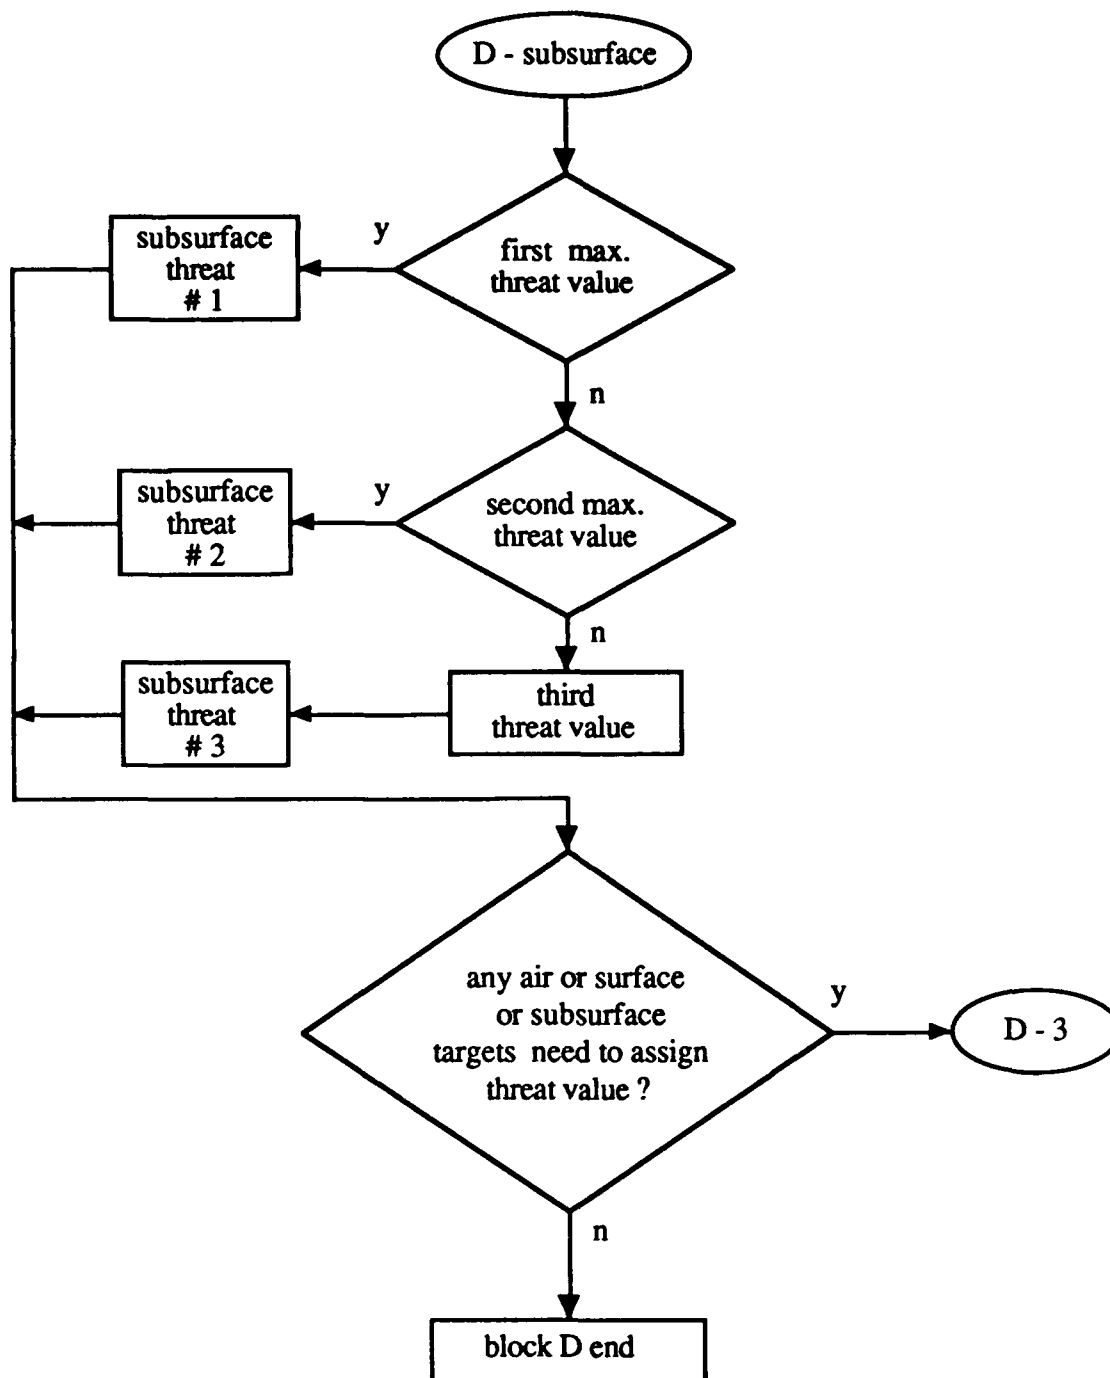 D - subsurface
y
subsurface
threat
# 1
first max.
threat value
n
y
subsurface
threat
# 2
second max.
threat value
n
subsurface
threat
# 3
third
threat value
any air or surface
or subsurface
targets need to assign
threat value ?
y
D - 3
n
block D end